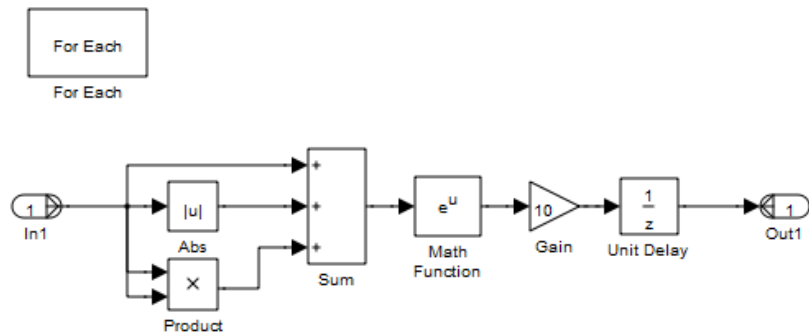 For Each
For Each
1
In1
|u|
Abs
×
Product
+
+
+
Sum
e^u
Math
Function
10
Gain
1
z
Unit Delay
1
Out1